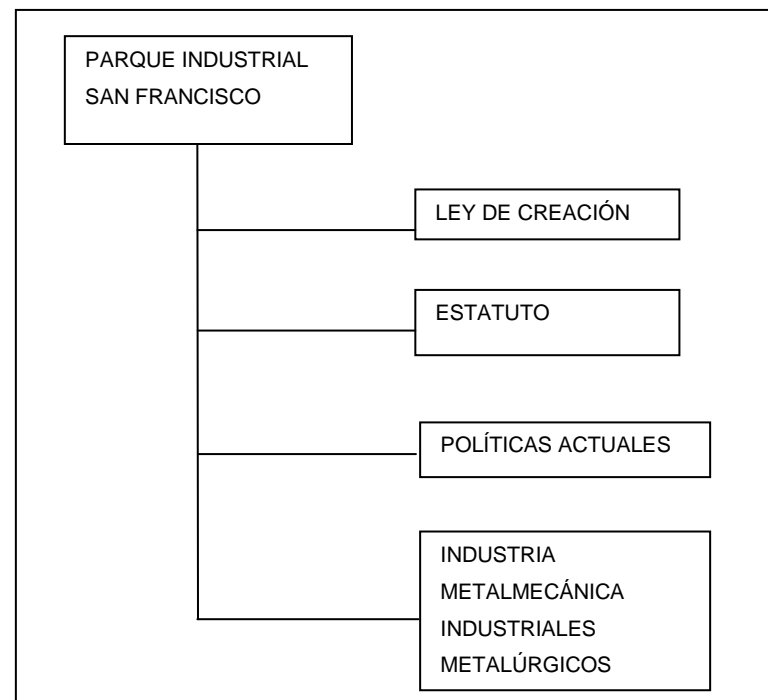 PARQUE INDUSTRIAL
SAN FRANCISCO
LEY DE CREACIÓN
ESTATUTO
POLÍTICAS ACTUALES
INDUSTRIA
METALMECÁNICA
INDUSTRIALES
METALÚRGICOS